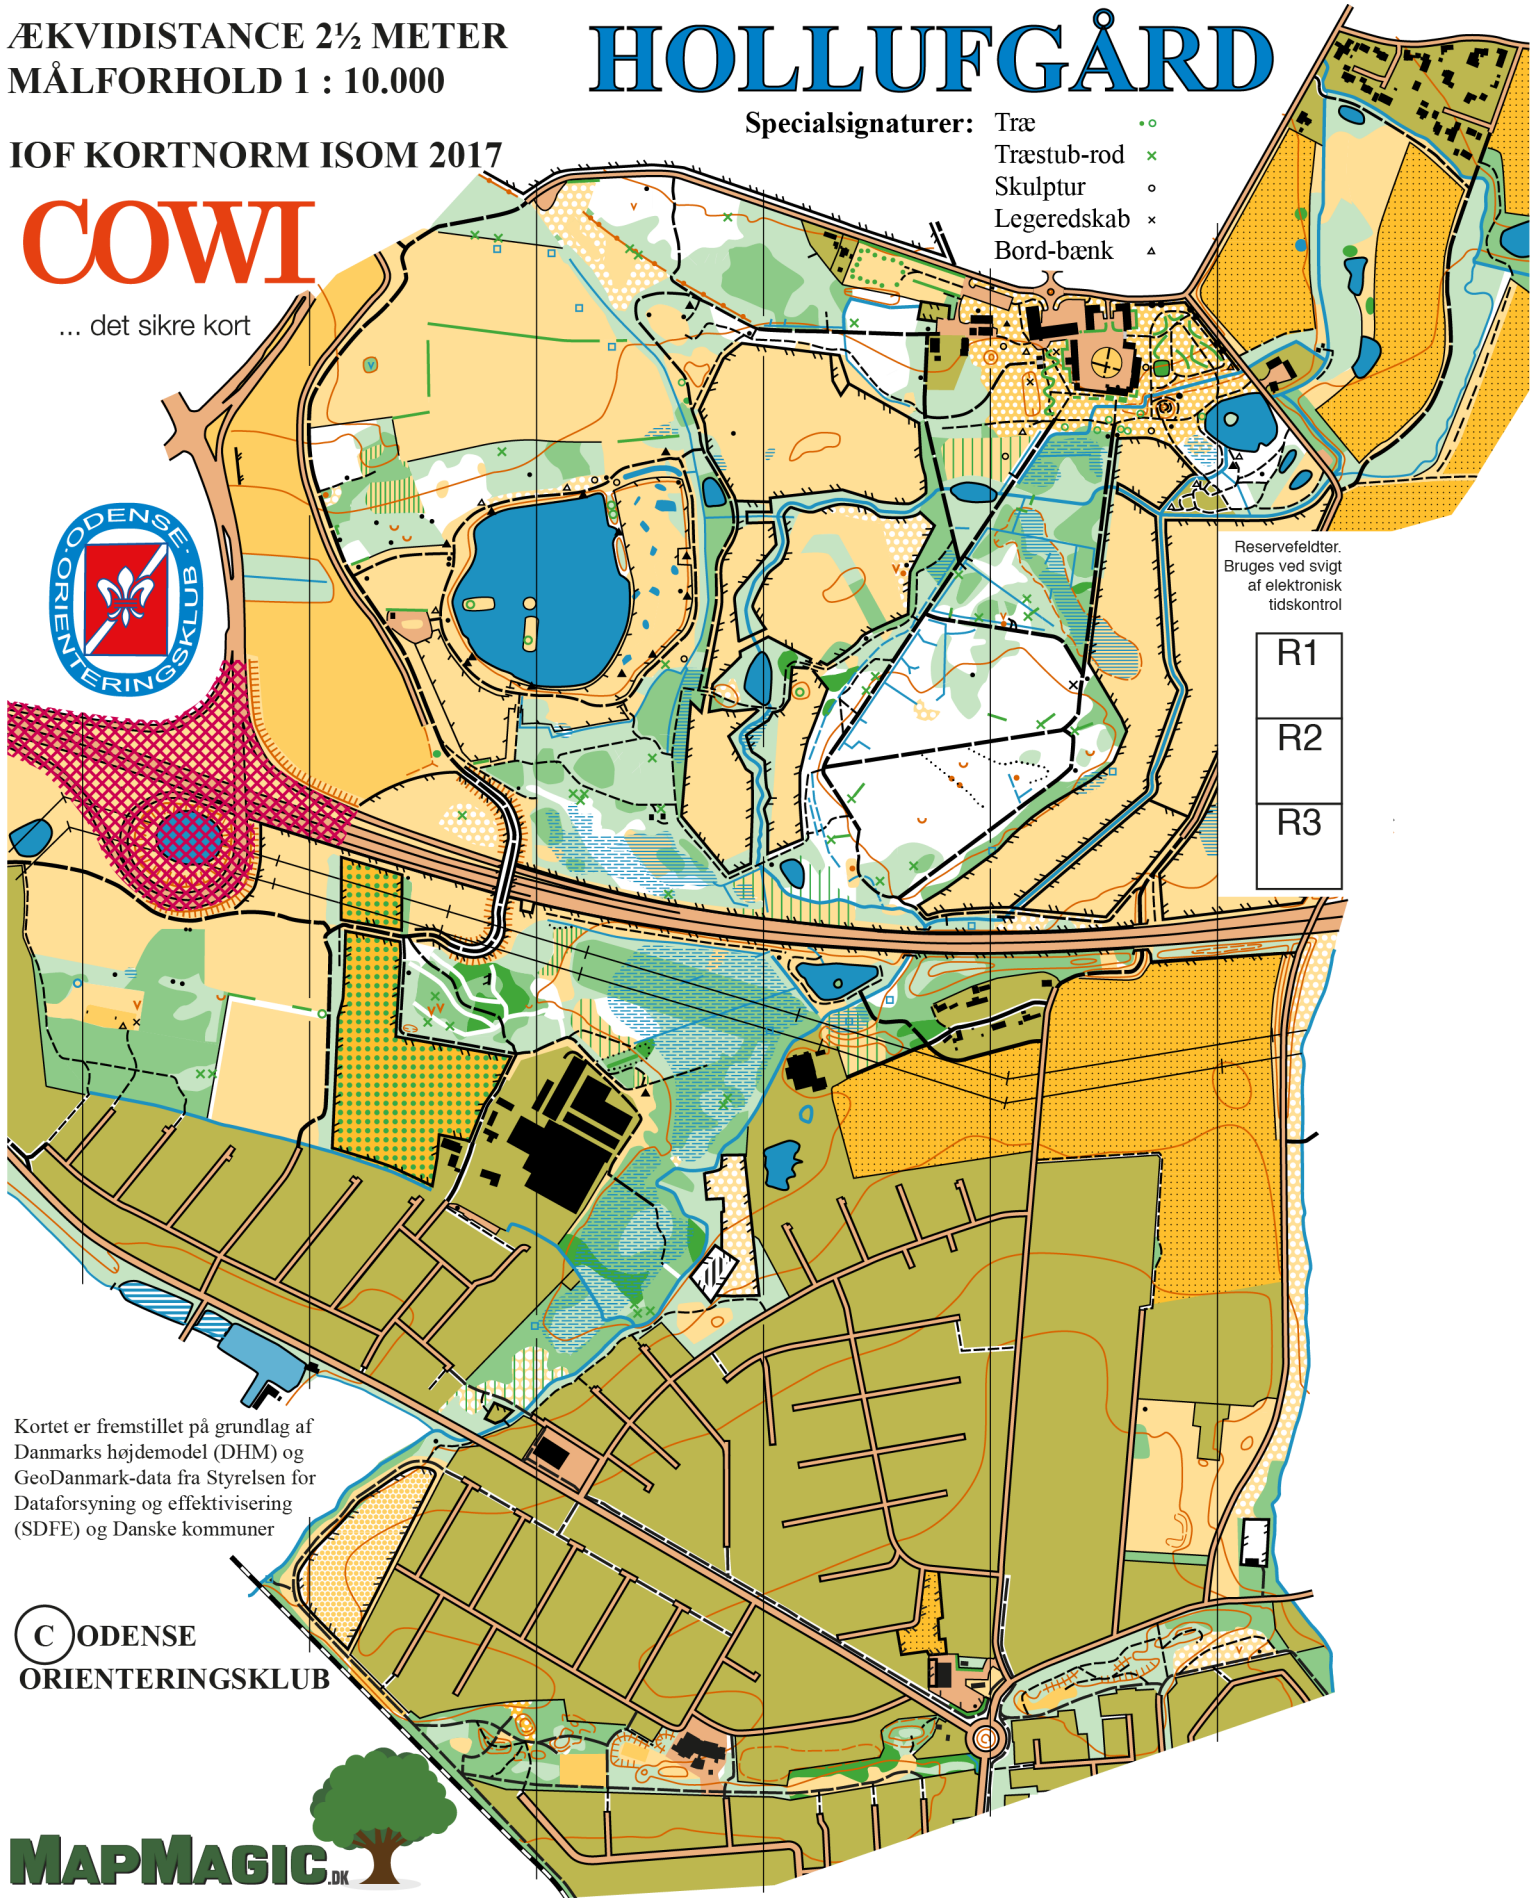 ÆKVIDISTANCE 2½ METER
MÅLFORHOLD 1 : 10.000
IOF KORTNORM ISOM 2017
COWI
... det sikre kort
HOLLUFGÅRD
Specialsignaturer:
Træ
Træstub-rod
Skulptur
Legeredskab
Bord-bænk
·ODENSE·
ORIENTERINGSKLUB
Reservefeldter.
Bruges ved svigt
af elektronisk
tidskontrol
R1
R2
R3
Kortet er fremstillet på grundlag af
Danmarks højdemodel (DHM) og
GeoDanmark-data fra Styrelsen for
Dataforsyning og effektivisering
(SDFE) og Danske kommuner
C ODENSE
ORIENTERINGSKLUB
MAPMAGIC.DK